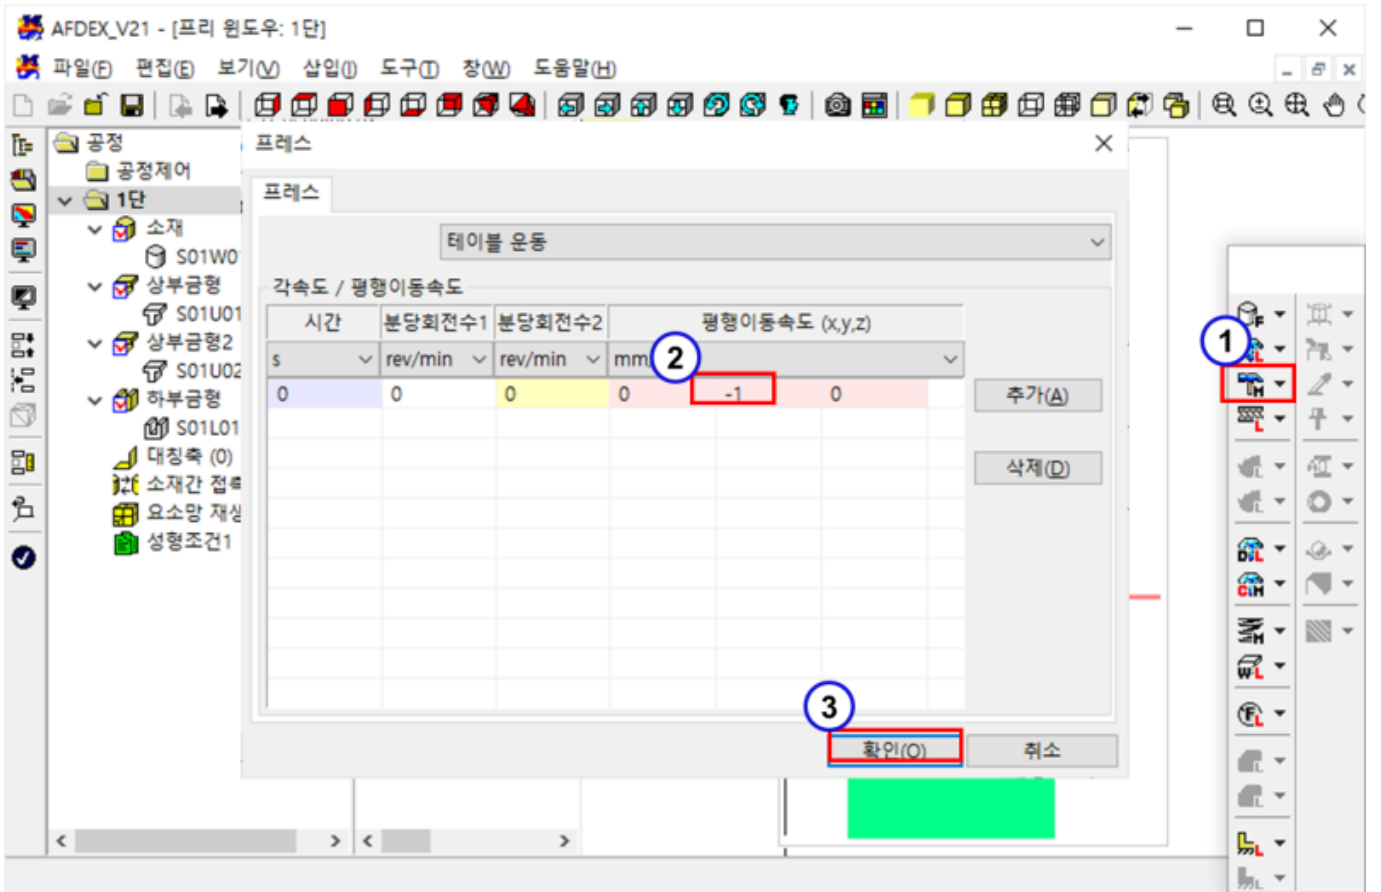 AFDEX_V21 - [프리 윈도우: 1단]
파일(F) 편집(E) 보기(V) 삽입(I) 도구(T) 창(W) 도움말(H)
공정
공정제어
1단
소재
S01W0
상부금형
S01U01
상부금형2
S01U02
하부금형
S01L01
대칭축 (0)
소재간 접촉
요소망 재생
성형조건1
프레스
프레스
테이블 운동
각속도 / 평행이동속도
시간 분당회전수1 분당회전수2 평행이동속도 (x,y,z)
s rev/min rev/min mm
0 0 0 0 -1 0
추가(A)
삭제(D)
확인(O) 취소
1
2
3